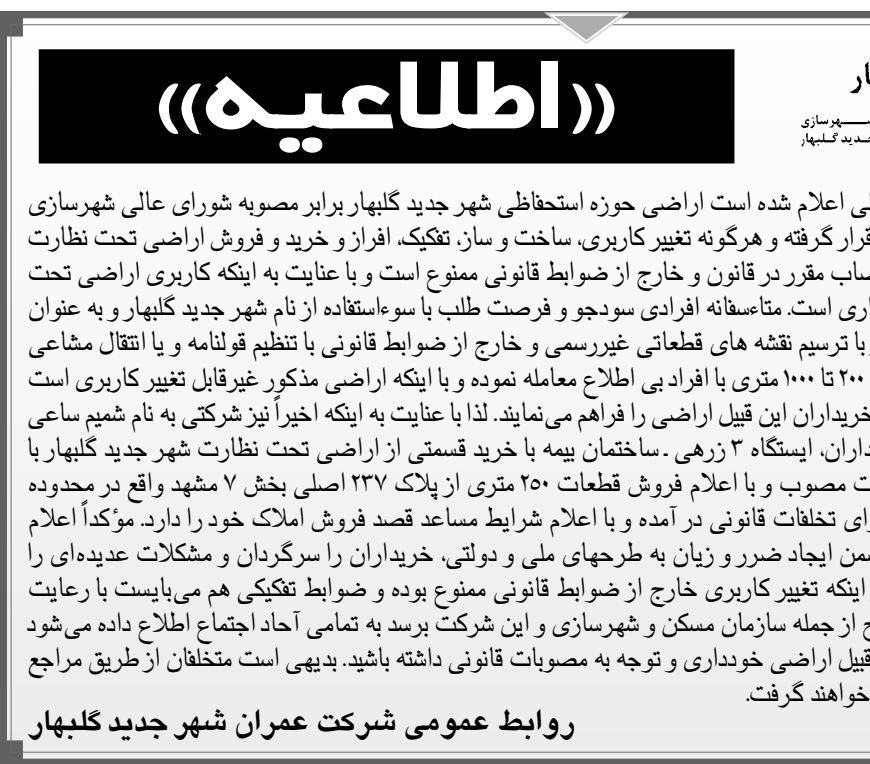 «اطلاعیه»
ـهرسازی
جـدید گـلبهار
اعلام شده است اراضی حوزه استحفاظی شهر جدید گلبهار برابر مصوبه شورای عالی شهرسازی
قرار گرفته و هرگونه تغییر کاربری، ساخت و ساز، تفکیک، افراز و خرید و فروش اراضی تحت نظارت
مقرر در قانون و خارج از ضوابط قانونی ممنوع است و با عنایت به اینکه کاربری اراضی تحت
است. متاءسفانه افرادی سودجو و فرصت طلب با سوءاستفاده از نام شهر جدید گلبهار و به عنوان
با ترسیم نقشه های قطعاتی غیررسمی و خارج از ضوابط قانونی با تنظیم قولنامه و یا انتقال مشاعی
۲۰۰ تا ۱۰۰۰ متری با افراد بی اطلاع معامله نموده و با اینکه اراضی مذکور غیرقابل تغییر کاربری است
خریداران این قبیل اراضی را فراهم می‌نمایند. لذا با عنایت به اینکه اخیراً نیز شرکتی به نام شمیم ساعی
داران، ایستگاه ۳ زرهی ـ ساختمان بیمه با خرید قسمتی از اراضی تحت نظارت شهر جدید گلبهار با
مصوب و با اعلام فروش قطعات ۲۵۰ متری از پلاک ۲۳۷ اصلی بخش ۷ مشهد واقع در محدوده
تخلفات قانونی در آمده و با اعلام شرایط مساعد قصد فروش املاک خود را دارد. مؤکداً اعلام
ایجاد ضرر و زیان به طرحهای ملی و دولتی، خریداران را سرگردان و مشکلات عدیده‌ای را
اینکه تغییر کاربری خارج از ضوابط قانونی ممنوع بوده و ضوابط تفکیکی هم می‌بایست با رعایت
از جمله سازمان مسکن و شهرسازی و این شرکت برسد به تمامی آحاد اجتماع اطلاع داده می‌شود
قبیل اراضی خودداری و توجه به مصوبات قانونی داشته باشید. بدیهی است متخلفان از طریق مراجع
خواهند گرفت.
روابط عمومی شرکت عمران شهر جدید گلبهار